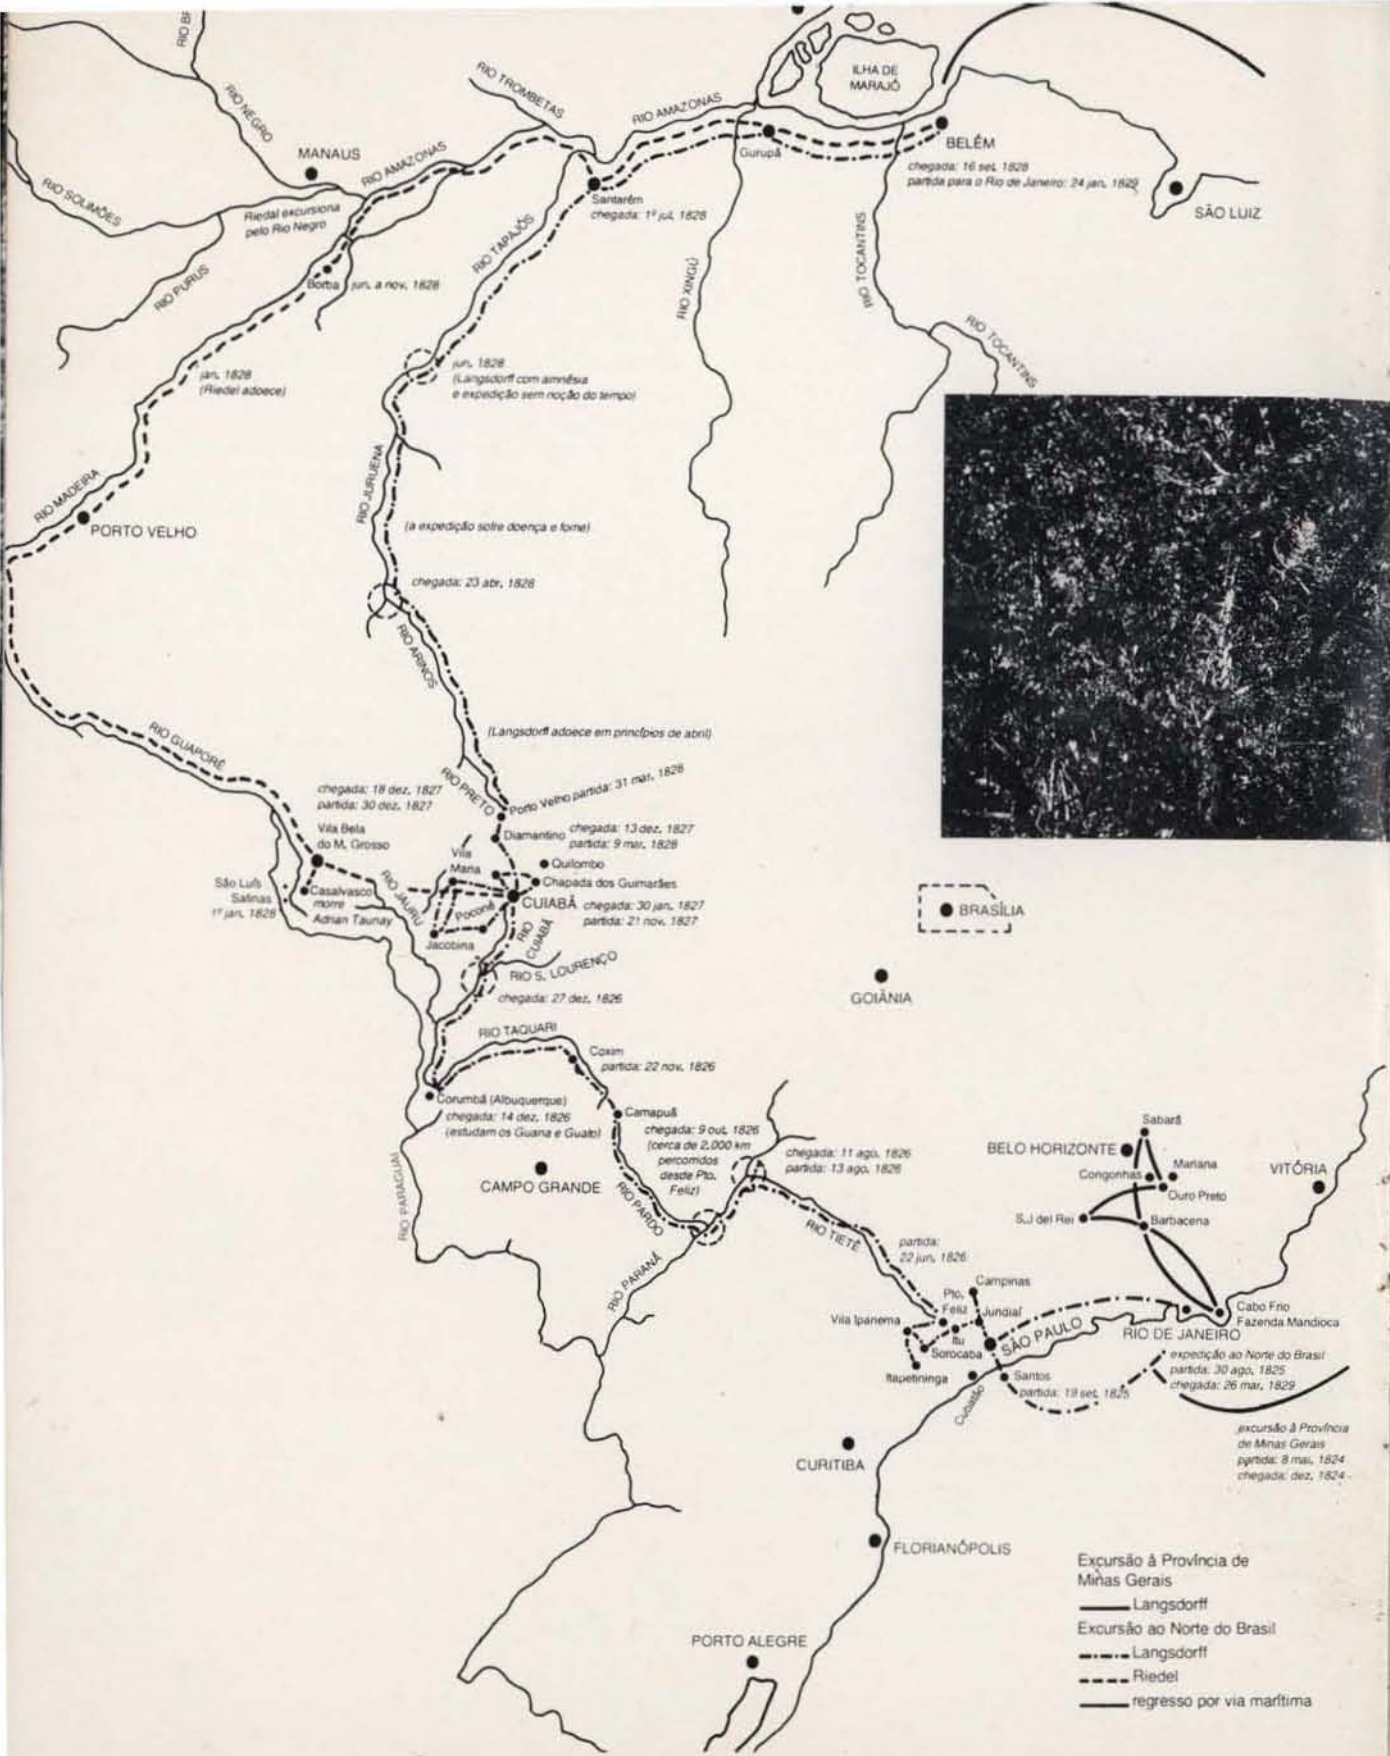 RIO BR
RIO NEGRO
RIO TROMBETAS
ILHA DE
MARAJÓ
RIO AMAZONAS
MANAUS
RIO AMAZONAS
Gurupá
BELÉM
chegada: 16 set. 1828
partida para o Rio de Janeiro: 24 jan. 1829
SÃO LUIZ
RIO SOLIMÕES
Riedal excursiona
pelo Rio Negro
Santarém
chegada: 1º jul. 1828
RIO TAPAJÓS
RIO XINGÚ
RIO TOCANTINS
RIO TOCANTINS
RIO PURUS
Borba
jun. a nov. 1828
jan. 1828
(Riedel adoece)
jun. 1828
(Langsdorff com amnésia
e expedição sem noção do tempo)
RIO JURUENA
RIO MADEIRA
PORTO VELHO
(a expedição sofre doença e fome)
chegada: 23 abr. 1828
RIO ARINOS
RIO GUAPORÉ
(Langsdorff adoece em princípios de abril)
RIO PRETO
Porto Velho partida: 31 mar. 1828
chegada: 18 dez. 1827
partida: 30 dez. 1827
Vila Bela
do M. Grosso
Diamantino
chegada: 13 dez. 1827
partida: 9 mar. 1828
Vila
Maria
Quilombo
Chapada dos Guimarães
São Luís
Salinas
1º jan. 1828
Casalvasco
morre
Adrian Taunay
RIO JAURÚ
Poconé
Jacobina
CUIABÁ
chegada: 30 jan. 1827
partida: 21 nov. 1827
RIO
CUIABÁ
RIO S. LOURENÇO
chegada: 27 dez. 1826
BRASÍLIA
GOIÂNIA
RIO TAQUARI
Coxim
partida: 22 nov. 1826
Corumbá (Albuquerque)
chegada: 14 dez. 1826
(estudam os Guana e Guato)
Camapuã
chegada: 9 out. 1826
(cerca de 2.000 km
percorridos
desde Pto.
Feliz)
chegada: 11 ago. 1826
partida: 13 ago. 1826
CAMPO GRANDE
RIO PARAGUAI
RIO PARDO
RIO PARANÁ
RIO TIETÊ
partida:
22 jun. 1826
Sabará
BELO HORIZONTE
Congonhas
Mariana
Ouro Preto
S.J del Rei
Barbacena
VITÓRIA
Campinas
Pto.
Feliz
Jundiaí
Vila Ipanema
Itu
Sorocaba
Itapetininga
SÃO PAULO
Santos
Cubatão
partida: 19 set. 1825
RIO DE JANEIRO
Cabo Frio
Fazenda Mandioca
expedição ao Norte do Brasil
partida: 30 ago. 1825
chegada: 26 mar. 1829
excursão à Província
de Minas Gerais
partida: 8 mai. 1824
chegada: dez. 1824
CURITIBA
FLORIANÓPOLIS
PORTO ALEGRE
Excursão à Província de
Minas Gerais
Langsdorff
Excursão ao Norte do Brasil
Langsdorff
Riedel
regresso por via marítima